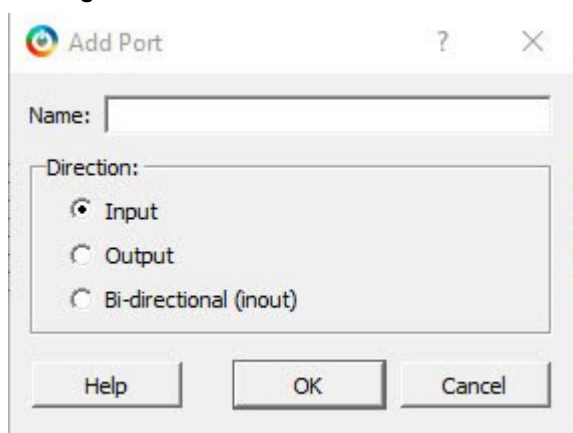 Add Port ?
Name:
Direction:
Input
Output
Bi-directional (inout)
Help OK Cancel